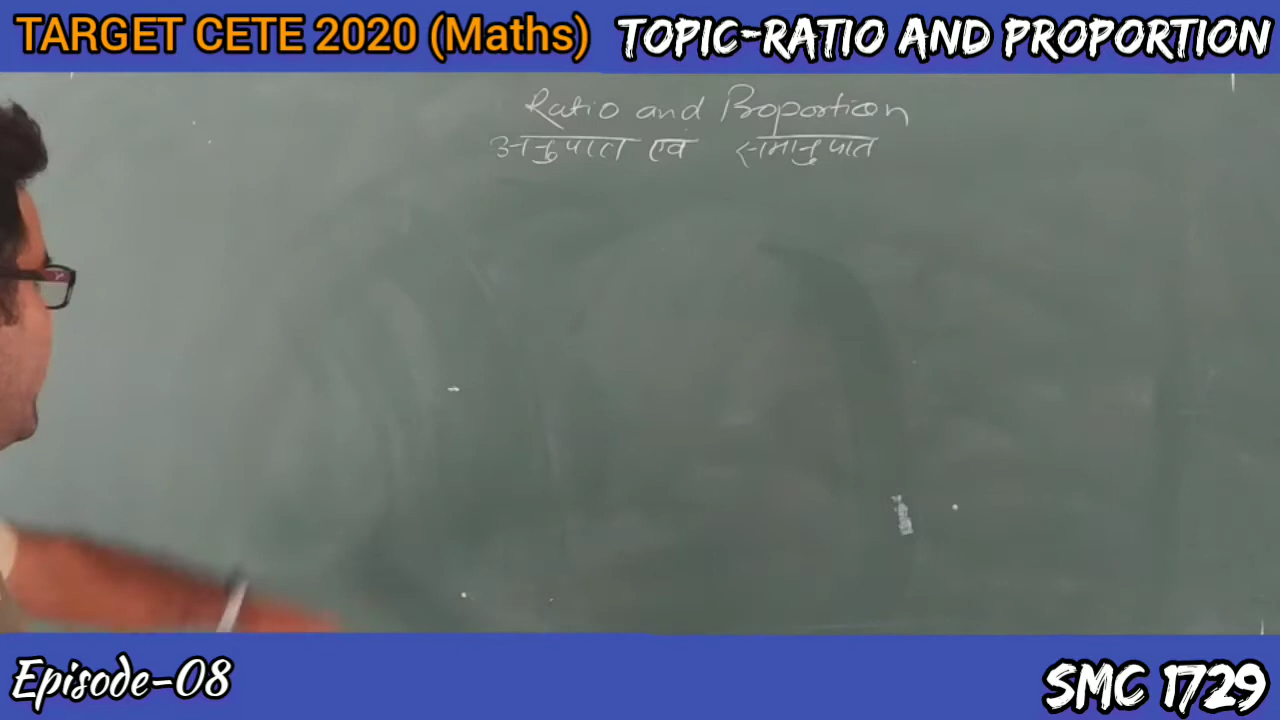 TARGET CETE 2020 (Maths) TOPIC-RATIO AND PROPORTION
Ratio and Proportion
अनुपात एवं समानुपात
Episode-08 SMC 1729